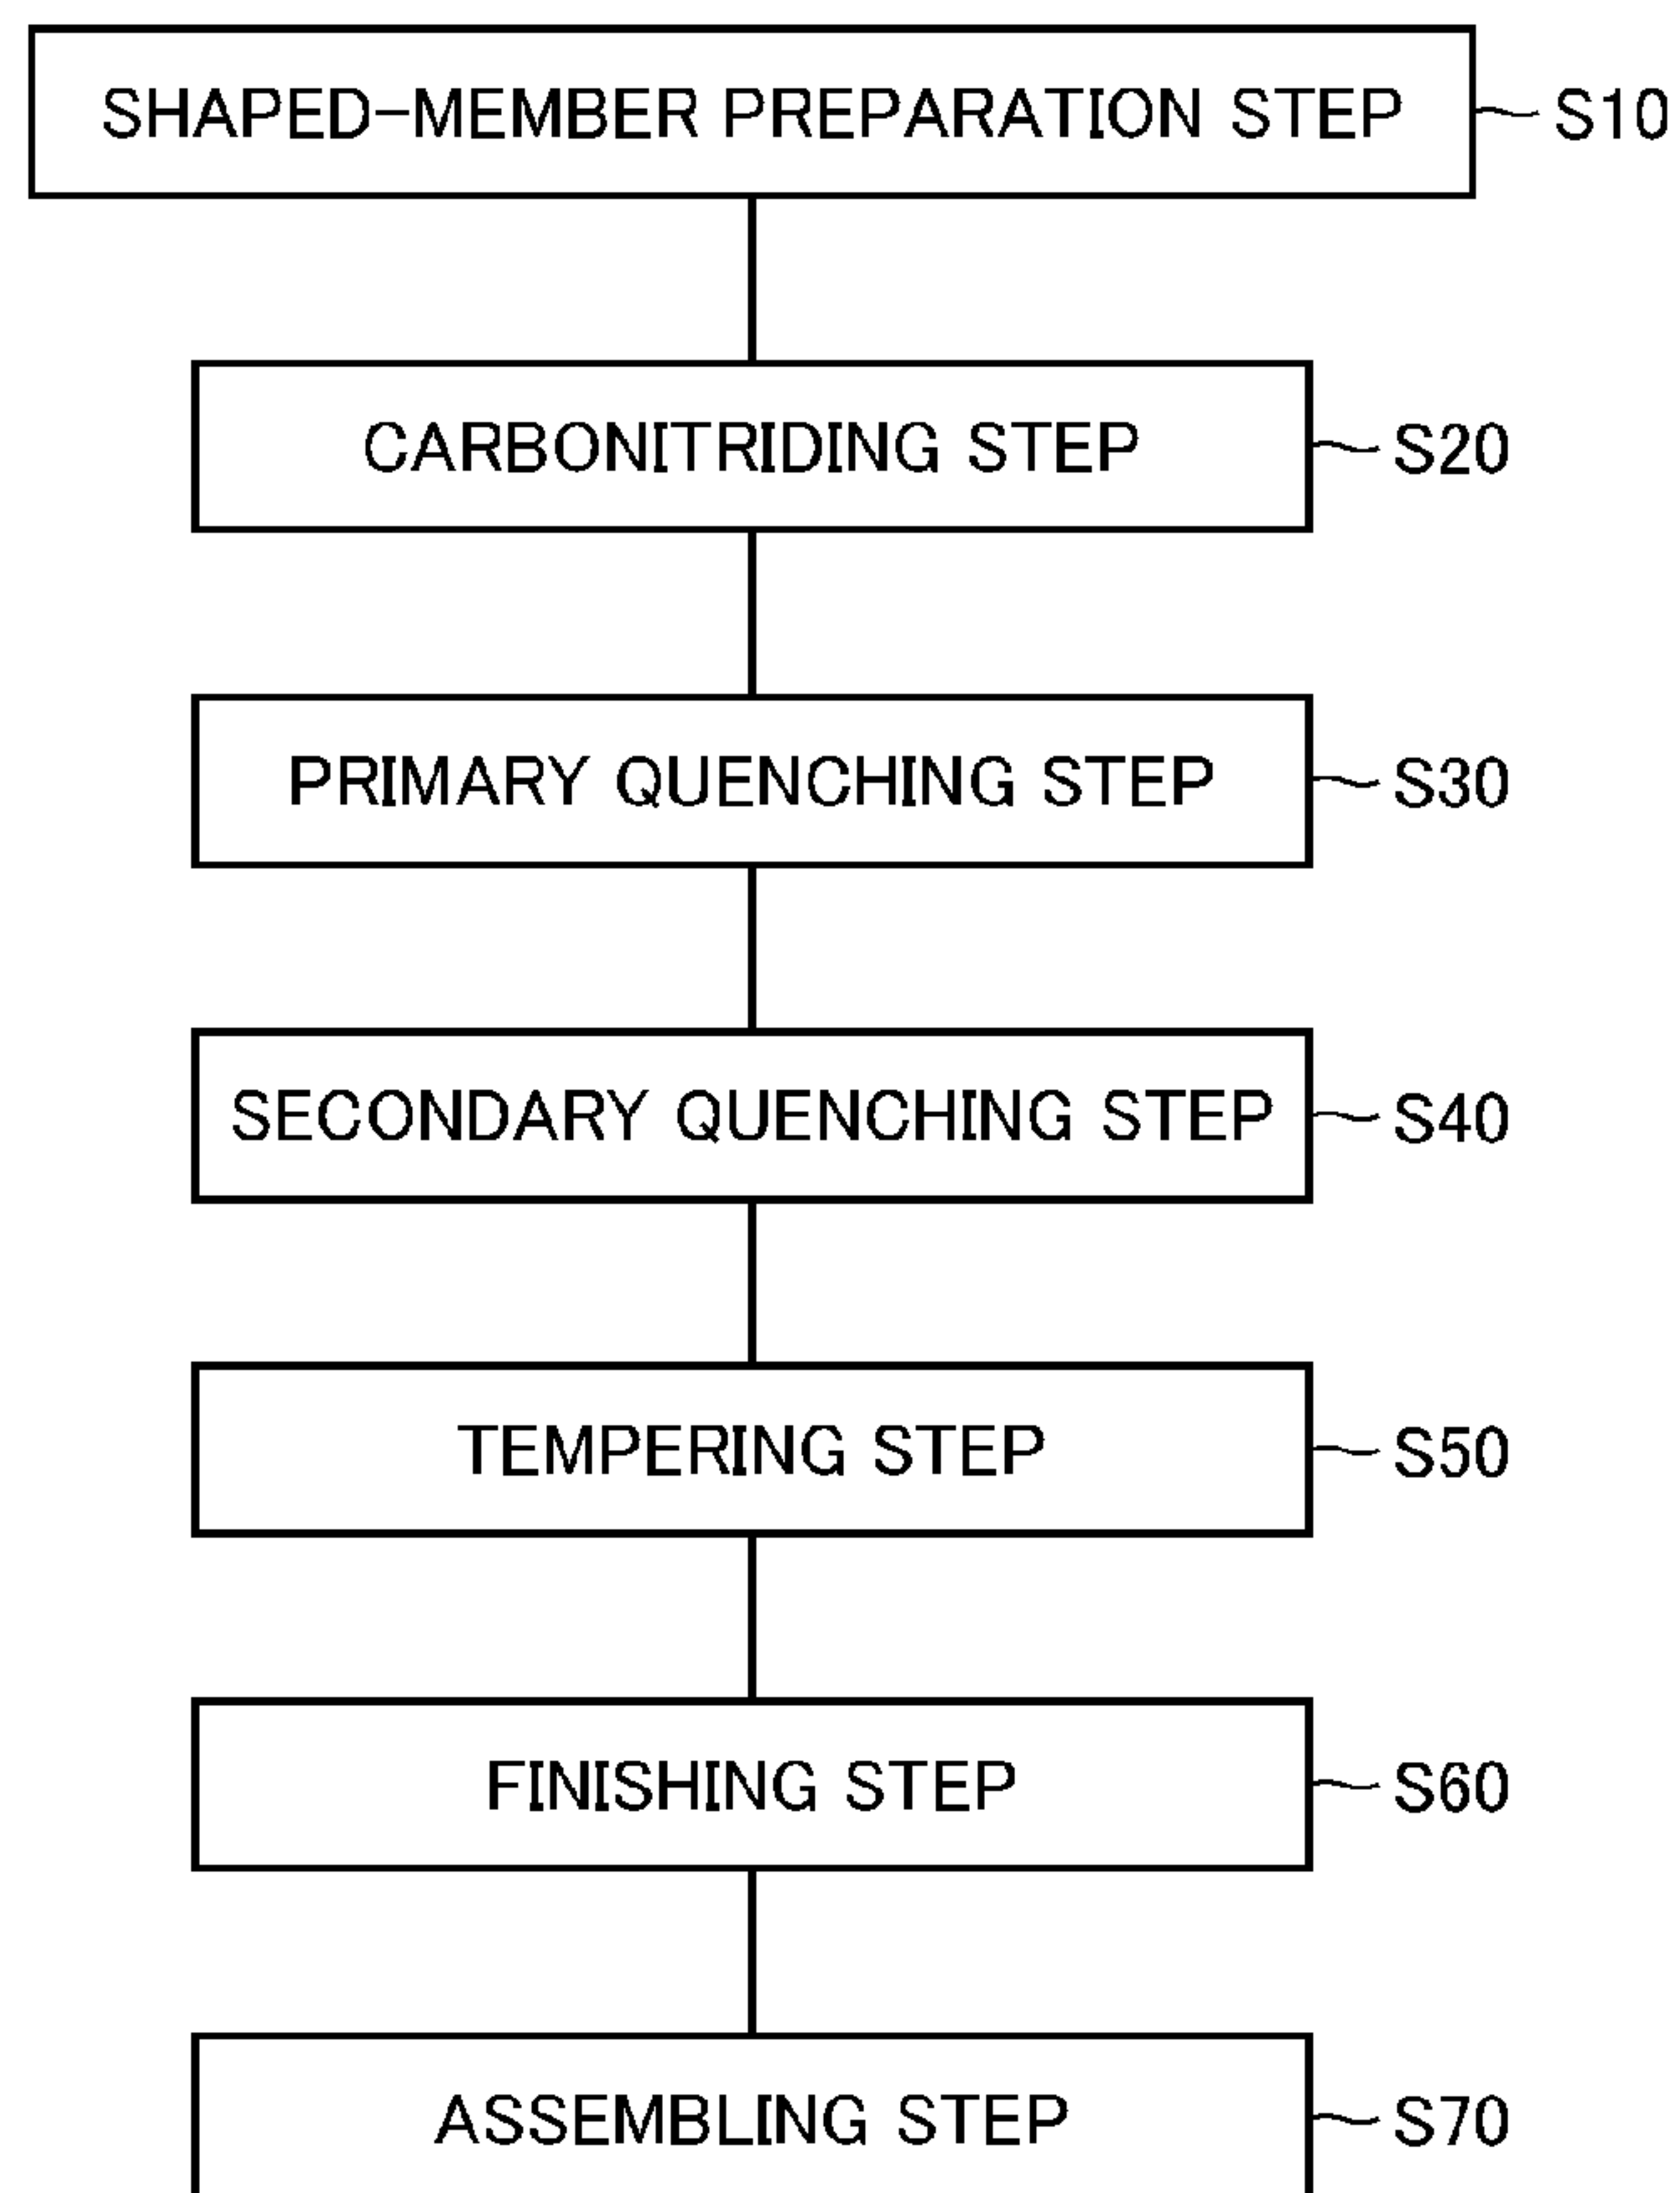 SHAPED-MEMBER PREPARATION STEP S10
CARBONITRIDING STEP S20
PRIMARY QUENCHING STEP S30
SECONDARY QUENCHING STEP S40
TEMPERING STEP S50
FINISHING STEP S60
ASSEMBLING STEP S70